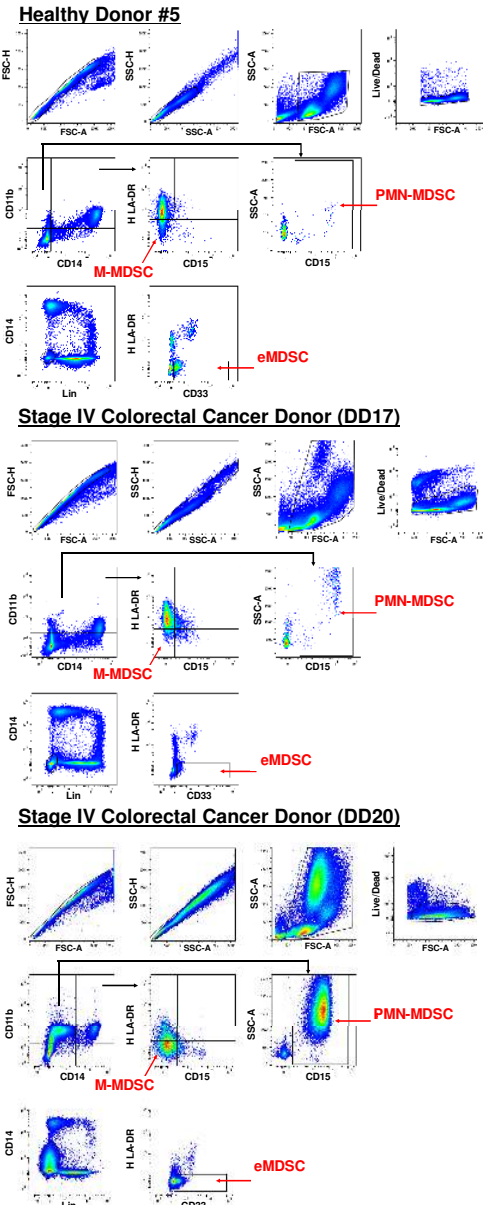 Healthy Donor #5
FSC-H
FSC-A
SSC-H
SSC-A
SSC-A
FSC-A
Live/Dead
FSC-A
CD11b
CD14
H LA-DR
CD15
SSC-A
CD15
PMN-MDSC
M-MDSC
CD14
Lin
H LA-DR
CD33
eMDSC
Stage IV Colorectal Cancer Donor (DD17)
FSC-H
FSC-A
SSC-H
SSC-A
SSC-A
FSC-A
Live/Dead
FSC-A
CD11b
CD14
H LA-DR
CD15
SSC-A
CD15
PMN-MDSC
M-MDSC
CD14
Lin
H LA-DR
CD33
eMDSC
Stage IV Colorectal Cancer Donor (DD20)
FSC-H
FSC-A
SSC-H
SSC-A
SSC-A
FSC-A
Live/Dead
FSC-A
CD11b
CD14
H LA-DR
CD15
SSC-A
CD15
PMN-MDSC
M-MDSC
CD14
Lin
H LA-DR
CD33
eMDSC